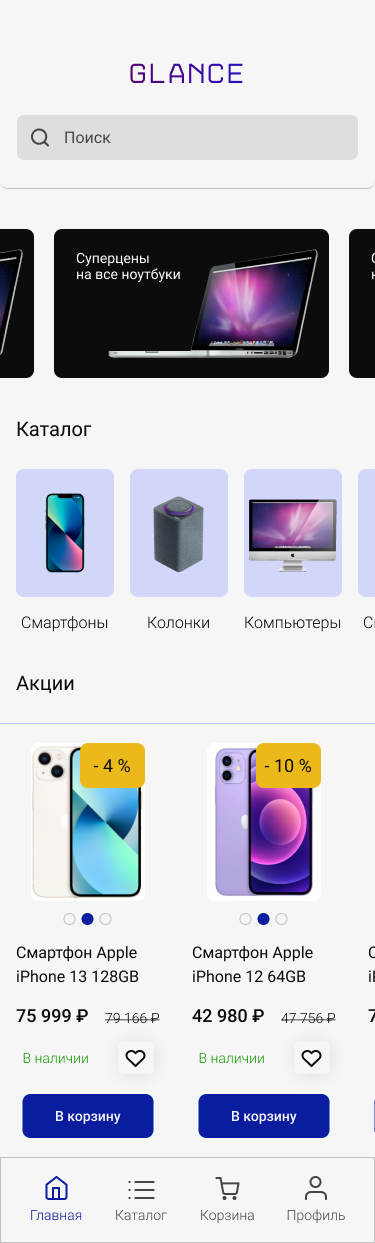 GLANCE
Поиск
Суперцены
на все ноутбуки
Каталог
Смартфоны
Колонки
Компьютеры
Акции
- 4 %
- 10 %
Смартфон Apple
iPhone 13 128GB
75 999 ₽ 79 166 ₽
В наличии
В корзину
Смартфон Apple
iPhone 12 64GB
42 980 ₽ 47 756 ₽
В наличии
В корзину
Главная
Каталог
Корзина
Профиль